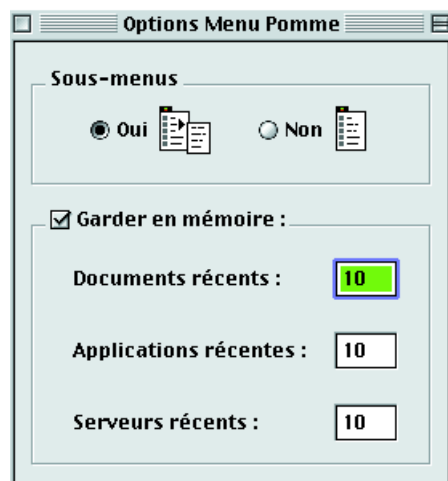 Options Menu Pomme
Sous-menus
Oui
Non
Garder en mémoire :
Documents récents :
10
Applications récentes :
10
Serveurs récents :
10